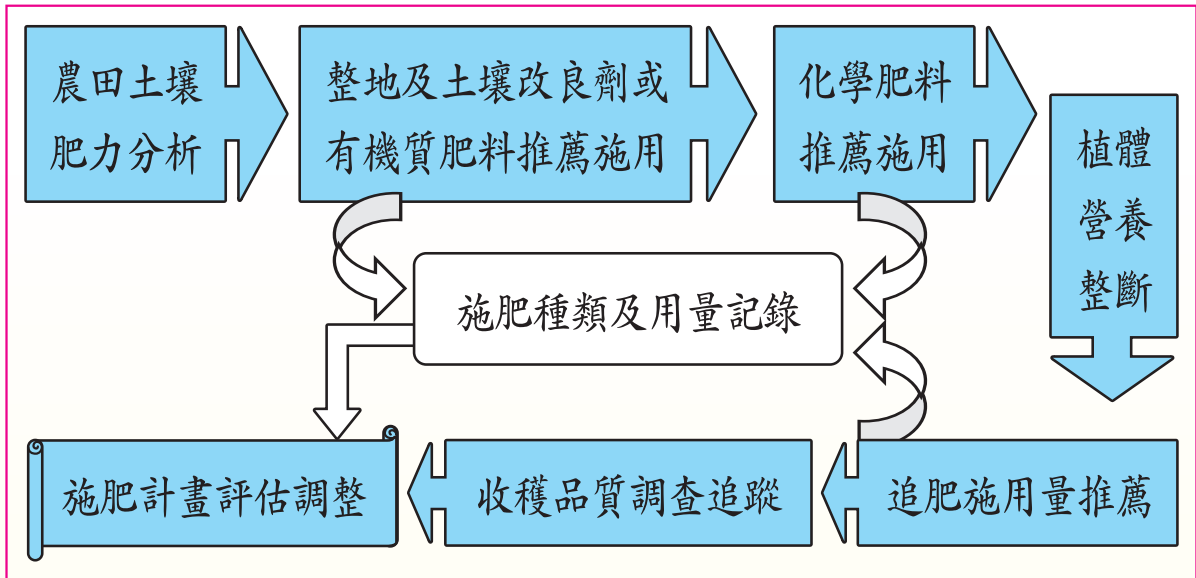 農田土壤
肥力分析
整地及土壤改良劑或
有機質肥料推薦施用
化學肥料
推薦施用
植體
營養
整斷
施肥種類及用量記錄
追肥施用量推薦
收穫品質調查追蹤
施肥計畫評估調整